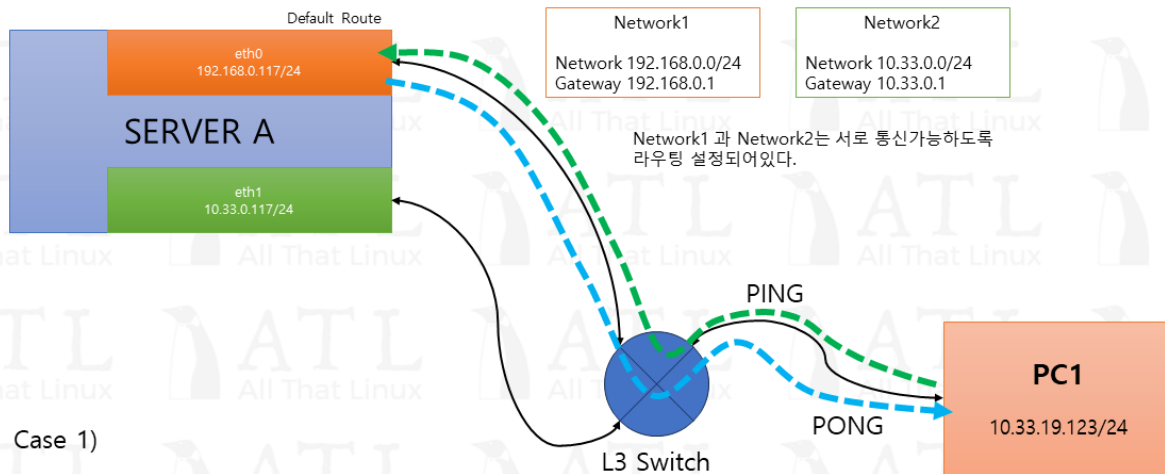 Default Route
eth0
192.168.0.117/24
SERVER A
eth1
10.33.0.117/24
Network1
Network 192.168.0.0/24
Gateway 192.168.0.1
Network2
Network 10.33.0.0/24
Gateway 10.33.0.1
Network1 과 Network2는 서로 통신가능하도록
라우팅 설정되어있다.
PING
PONG
PC1
10.33.19.123/24
L3 Switch
Case 1)
ATL
All That Linux